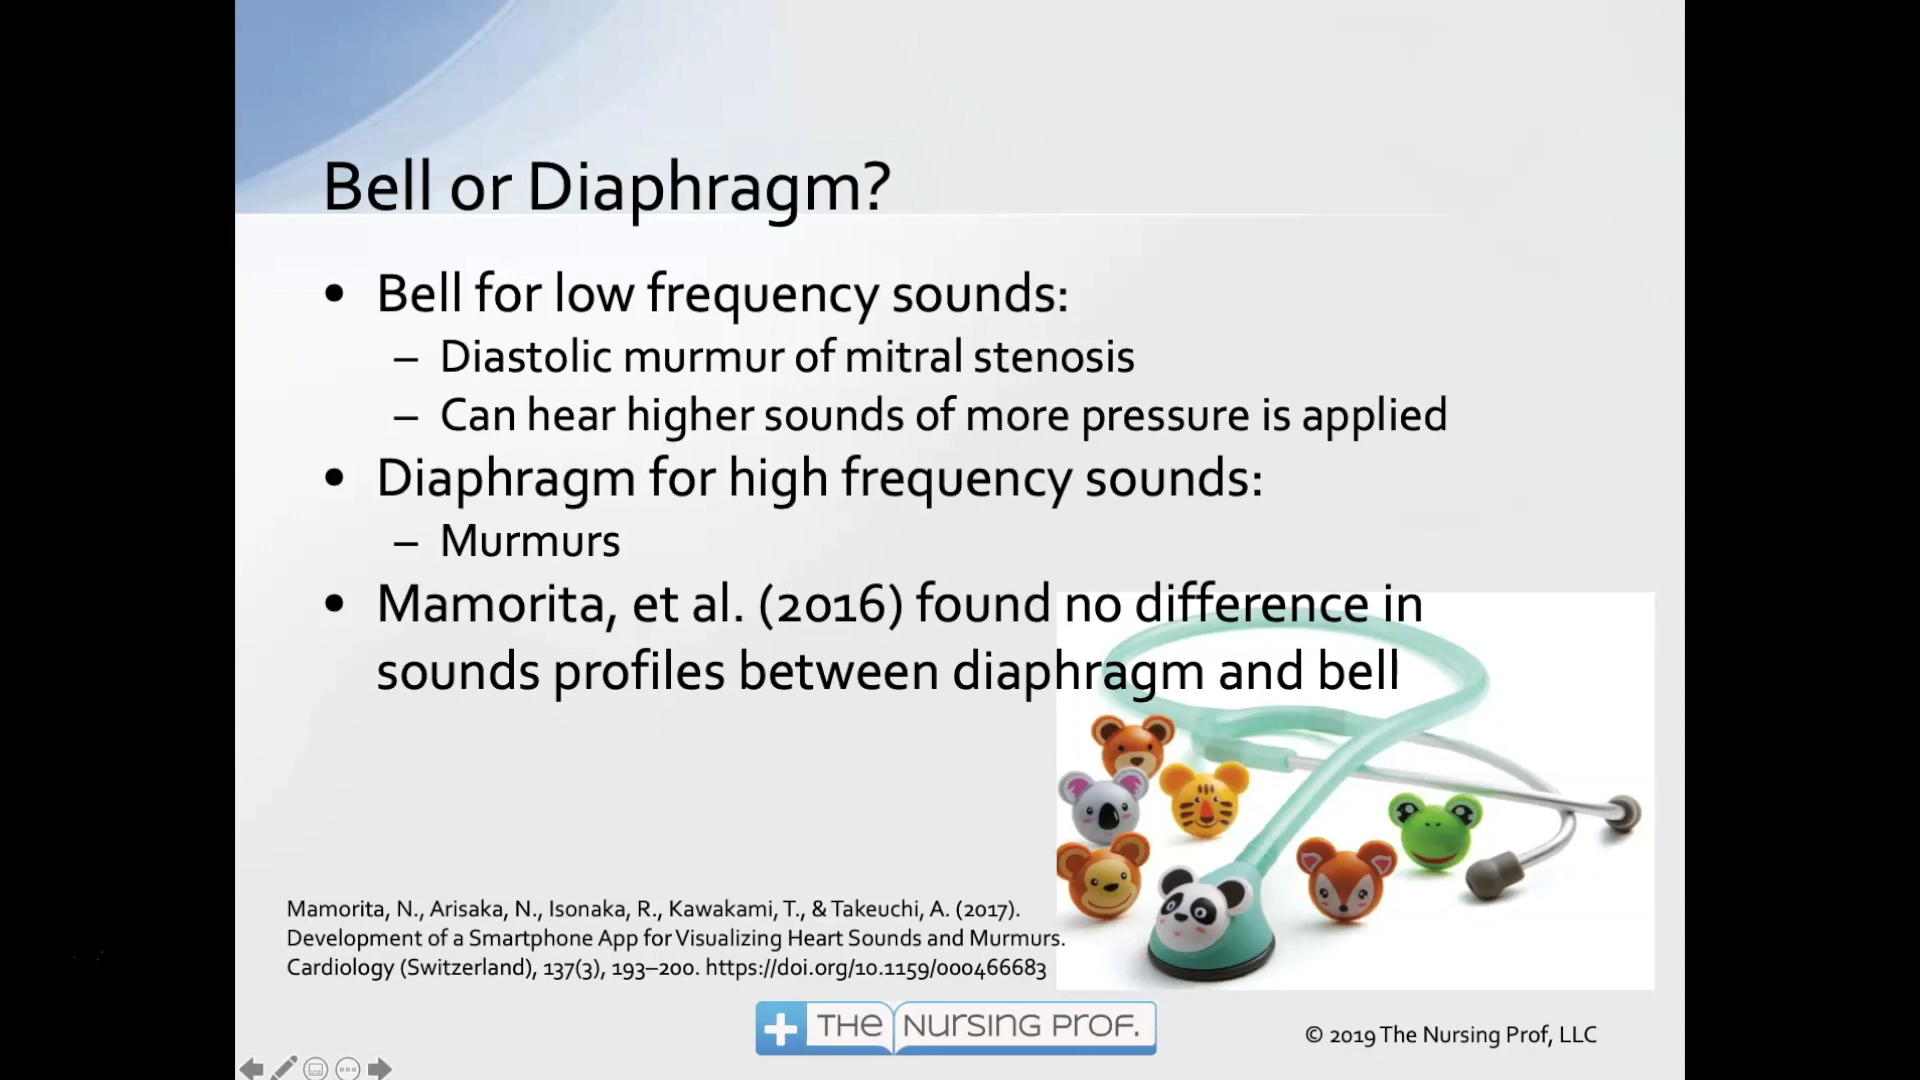 Bell or Diaphragm?
• Bell for low frequency sounds:
– Diastolic murmur of mitral stenosis
– Can hear higher sounds of more pressure is applied
• Diaphragm for high frequency sounds:
– Murmurs
• Mamorita, et al. (2016) found no difference in
sounds profiles between diaphragm and bell
Mamorita, N., Arisaka, N., Isonaka, R., Kawakami, T., & Takeuchi, A. (2017).
Development of a Smartphone App for Visualizing Heart Sounds and Murmurs.
Cardiology (Switzerland), 137(3), 193–200. https://doi.org/10.1159/000466683
THE NURSING PROF.
© 2019 The Nursing Prof, LLC